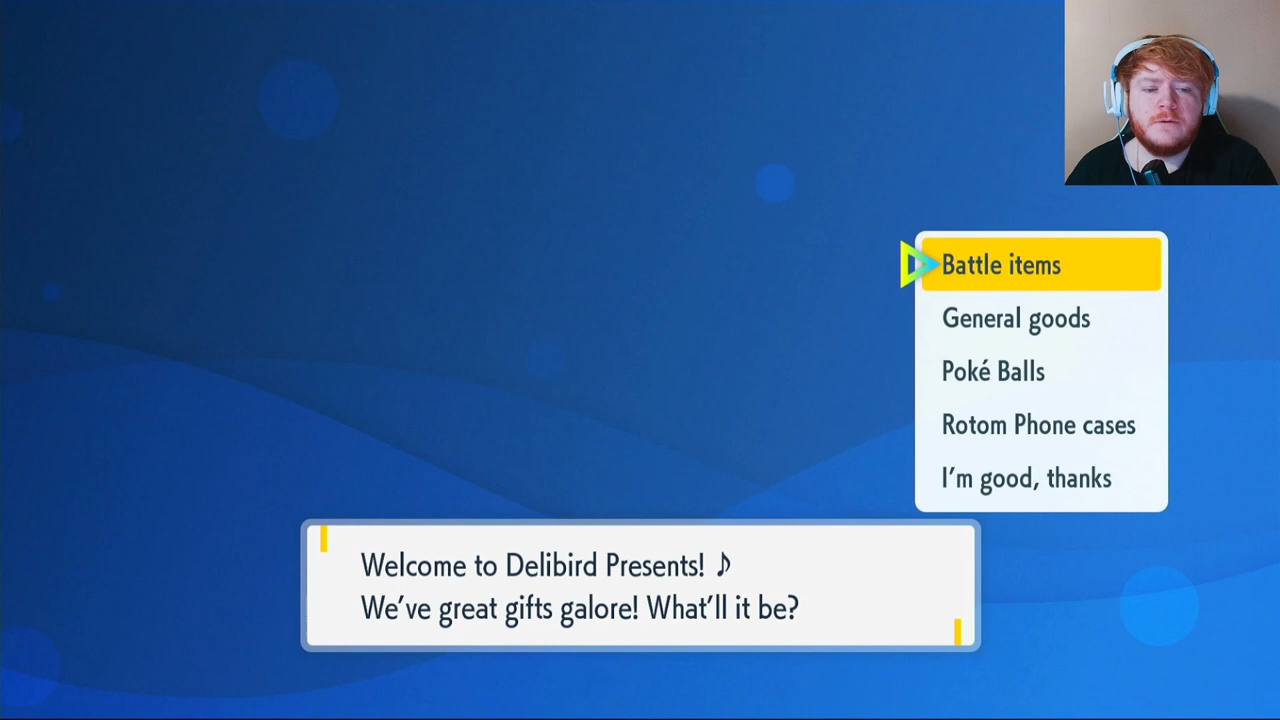 Battle items
General goods
Poké Balls
Rotom Phone cases
I'm good, thanks
Welcome to Delibird Presents! ♪
We've great gifts galore! What'll it be?